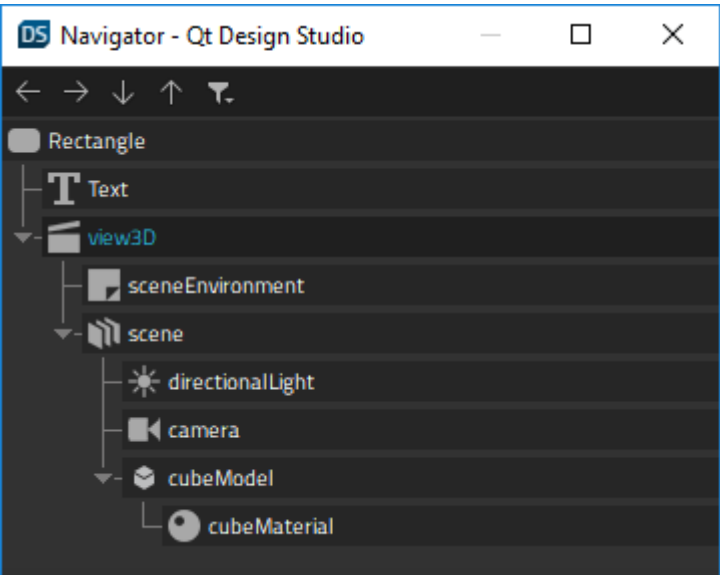 DS Navigator - Qt Design Studio
Rectangle
T Text
view3D
sceneEnvironment
scene
directionalLight
camera
cubeModel
cubeMaterial